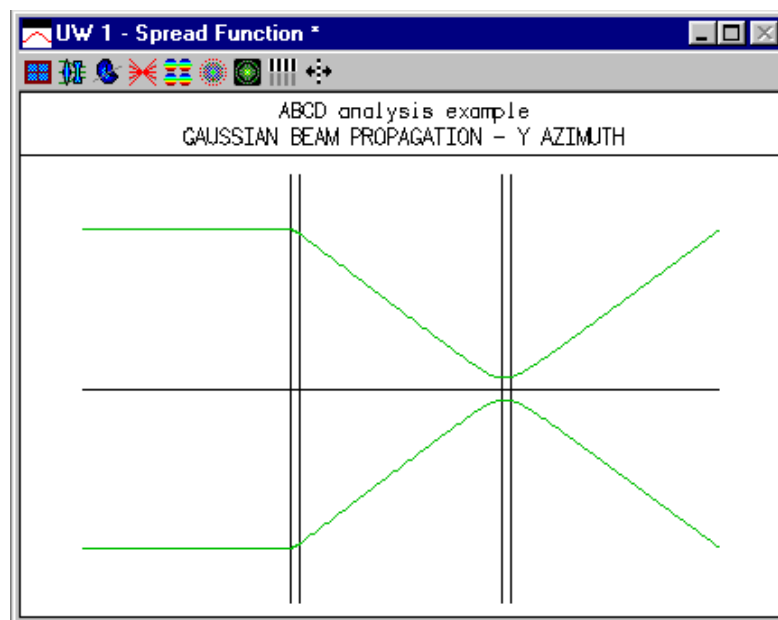 UW 1 - Spread Function *
ABCD analysis example
GAUSSIAN BEAM PROPAGATION - Y AZIMUTH